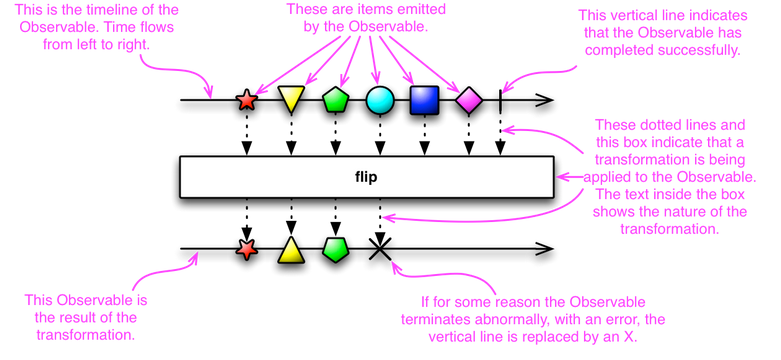 This is the timeline of the
Observable. Time flows
from left to right.
These are items emitted
by the Observable.
This vertical line indicates
that the Observable has
completed successfully.
These dotted lines and
this box indicate that a
transformation is being
applied to the Observable.
The text inside the box
shows the nature of the
transformation.
flip
This Observable is
the result of the
transformation.
If for some reason the Observable
terminates abnormally, with an error, the
vertical line is replaced by an X.